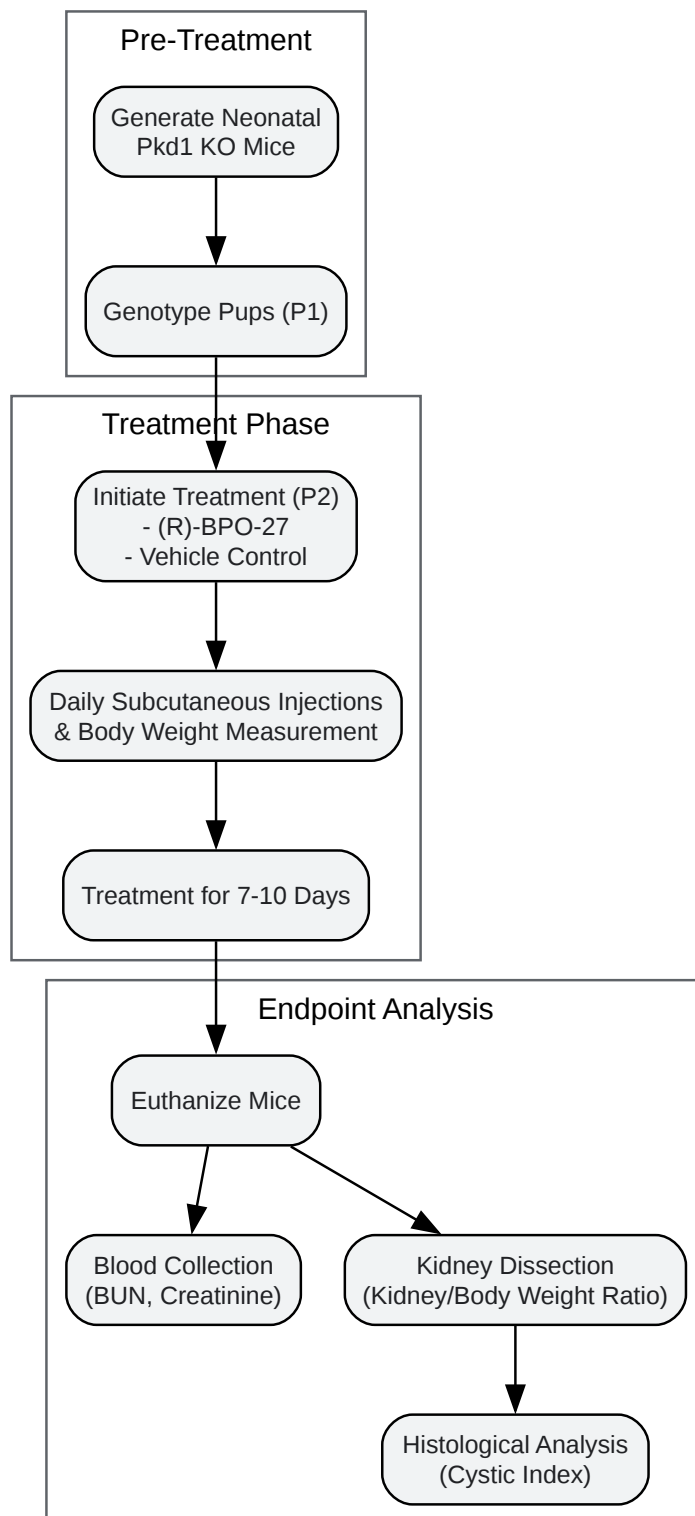 Pre-Treatment
Generate Neonatal
Pkd1 KO Mice
Genotype Pups (P1)
Treatment Phase
Initiate Treatment (P2)
- (R)-BPO-27
- Vehicle Control
Daily Subcutaneous Injections
& Body Weight Measurement
Treatment for 7-10 Days
Endpoint Analysis
Euthanize Mice
Blood Collection
(BUN, Creatinine)
Kidney Dissection
(Kidney/Body Weight Ratio)
Histological Analysis
(Cystic Index)